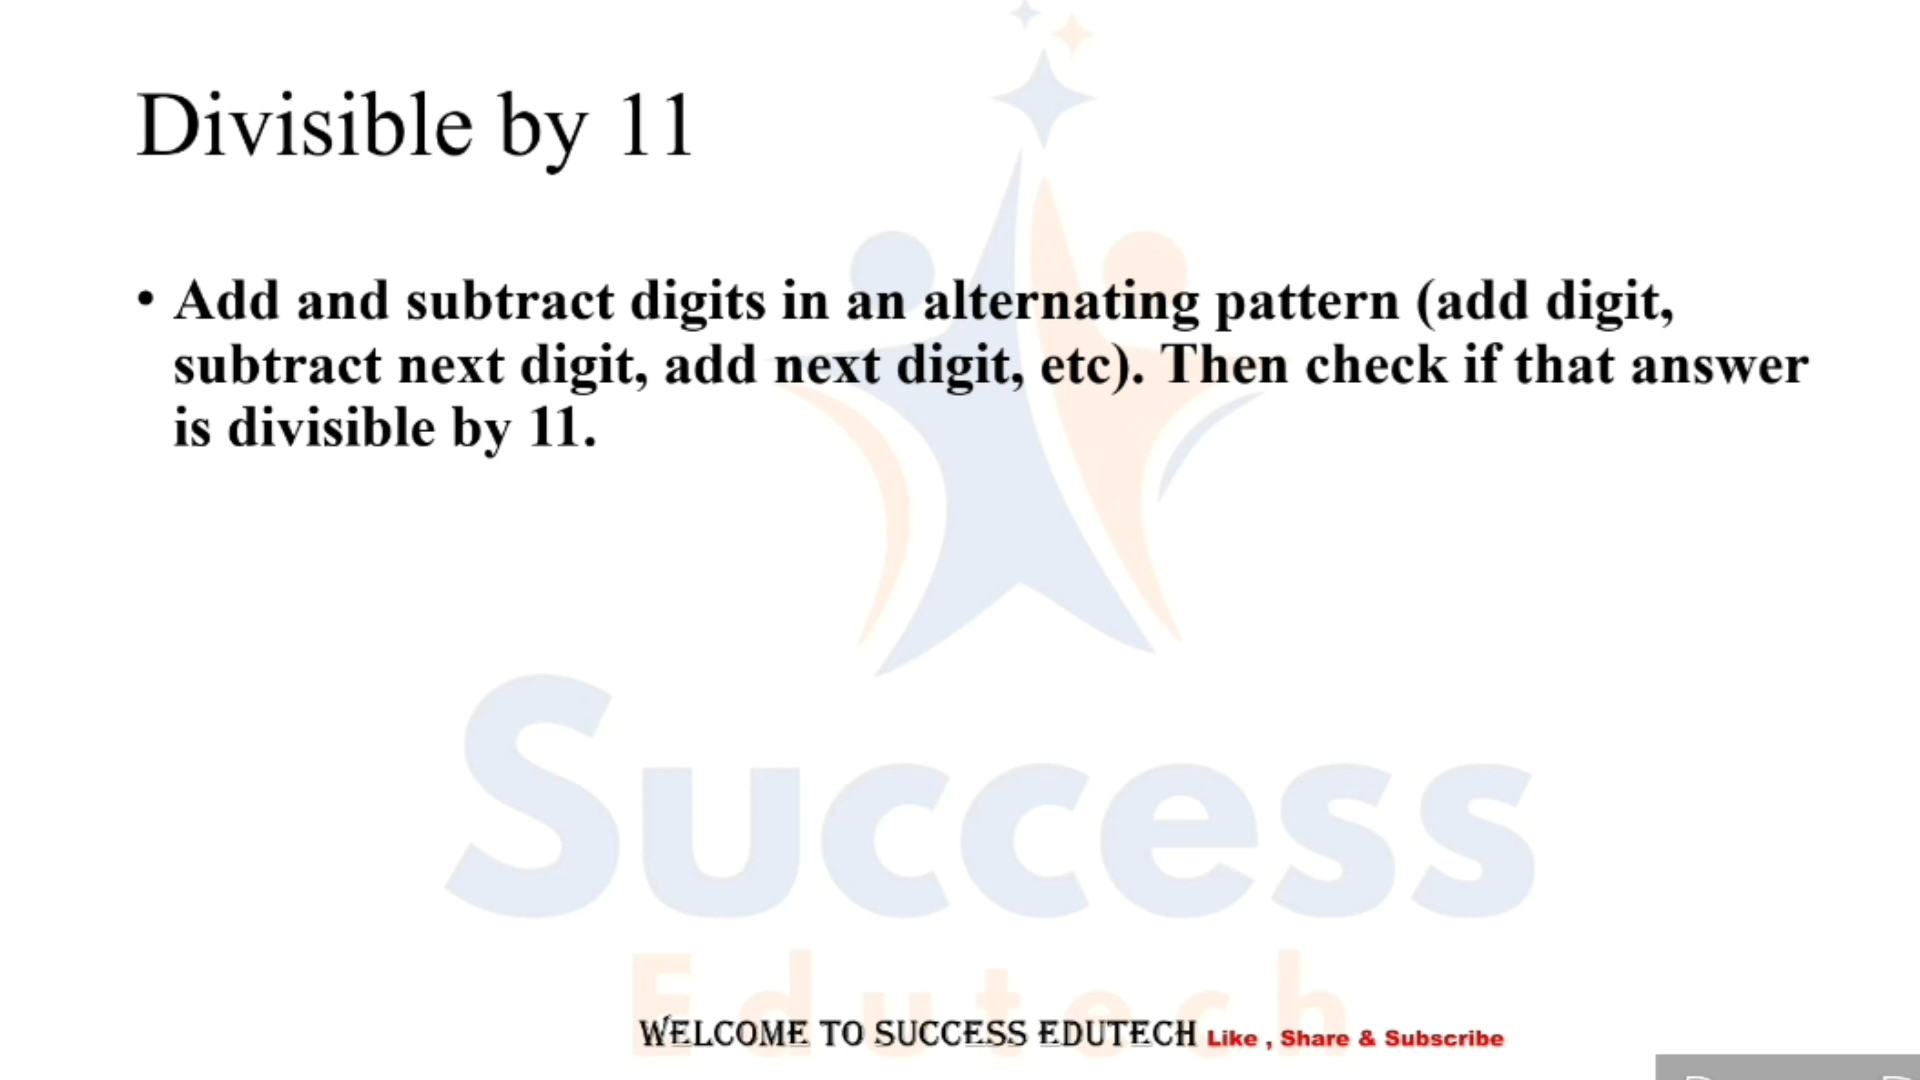 Divisible by 11
• Add and subtract digits in an alternating pattern (add digit,
subtract next digit, add next digit, etc). Then check if that answer
is divisible by 11.
Success
Edutech
WELCOME TO SUCCESS EDUTECH Like , Share & Subscribe